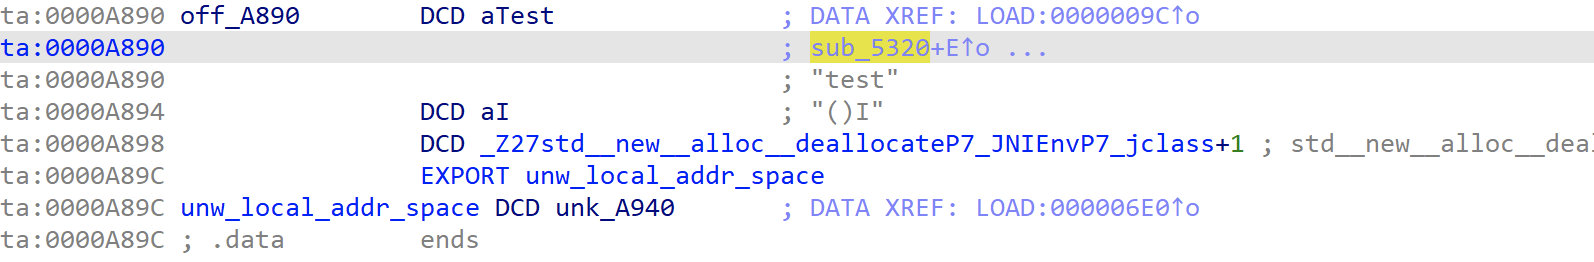 ta:0000A890 off_A890        DCD aTest               ; DATA XREF: LOAD:0000009C↑o
ta:0000A890                                         ; sub_5320+E↑o ...
ta:0000A890                                         ; "test"
ta:0000A894                 DCD aI                  ; "()I"
ta:0000A898                 DCD _Z27std__new__alloc__deallocateP7_JNIEnvP7_jclass+1 ; std__new__alloc__deal
ta:0000A89C                 EXPORT unw_local_addr_space
ta:0000A89C unw_local_addr_space DCD unk_A940       ; DATA XREF: LOAD:000006E0↑o
ta:0000A89C ; .data         ends